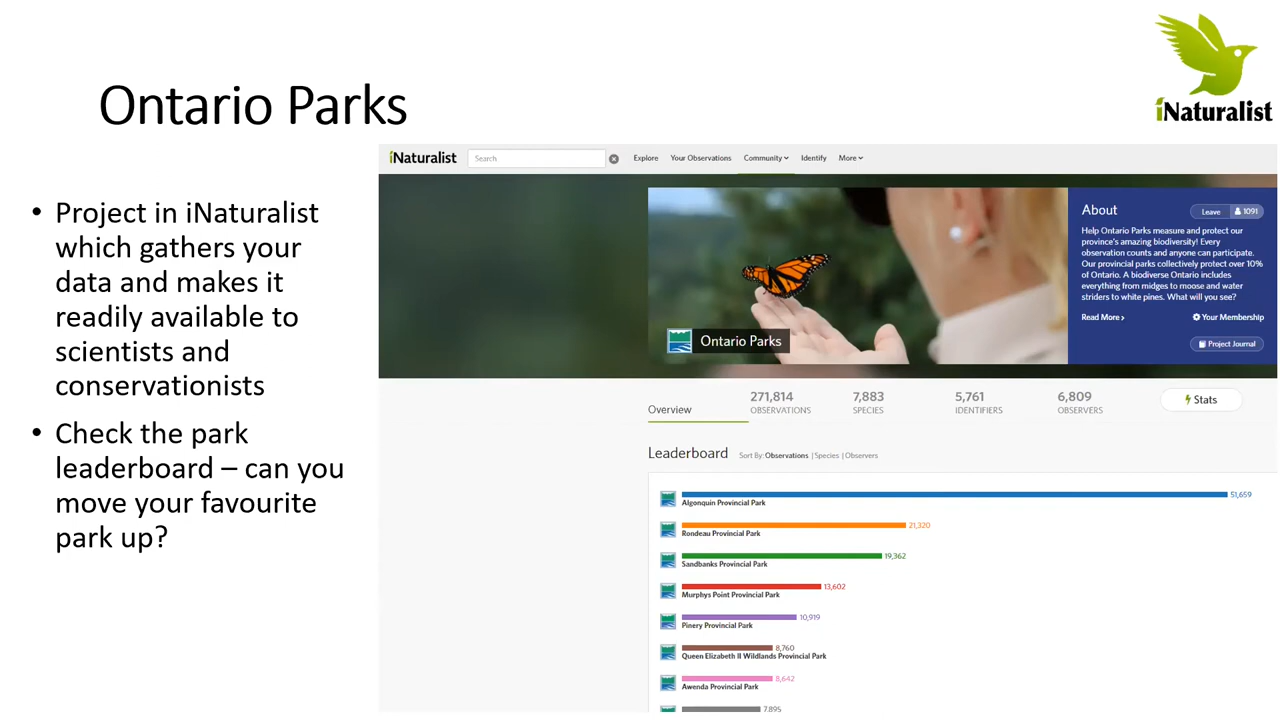 iNaturalist
Ontario Parks
• Project in iNaturalist
which gathers your
data and makes it
readily available to
scientists and
conservationists
• Check the park
leaderboard – can you
move your favourite
park up?
iNaturalist Search Explore Your Observations Community Identify More
About
Leave 1091
Help Ontario Parks measure and protect our
province's amazing biodiversity! Every
observation counts and anyone can participate.
Our provincial parks collectively protect over 10%
of Ontario. A biodiverse Ontario includes
everything from midges to moose and water
striders to white pines. What will you see?
Read More › Your Membership
Project Journal
Ontario Parks
Overview
271,814
OBSERVATIONS
7,883
SPECIES
5,761
IDENTIFIERS
6,809
OBSERVERS
Stats
Leaderboard Sort By: Observations | Species | Observers
51,659
Algonquin Provincial Park
21,320
Rondeau Provincial Park
19,362
Sandbanks Provincial Park
13,602
Murphys Point Provincial Park
10,919
Pinery Provincial Park
8,760
Queen Elizabeth II Wildlands Provincial Park
8,642
Awenda Provincial Park
7,895